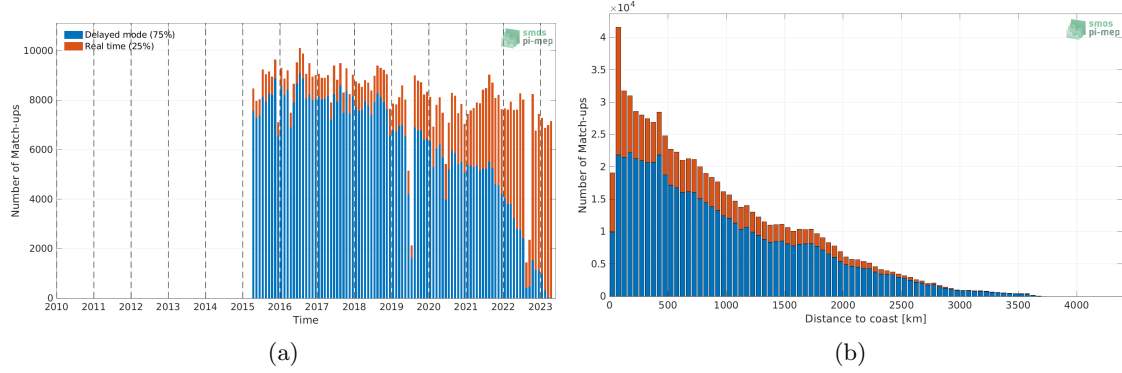 Delayed mode (75%)
Real time (25%)
smos
pi-mep
10000
8000
6000
4000
2000
0
Number of Match-ups
2010 2011 2012 2013 2014 2015 2016 2017 2018 2019 2020 2021 2022 2023
Time
(a)
×10⁴
smos
pi-mep
4
3.5
3
2.5
2
1.5
1
0.5
0
Number of Match-ups
0 500 1000 1500 2000 2500 3000 3500 4000
Distance to coast [km]
(b)